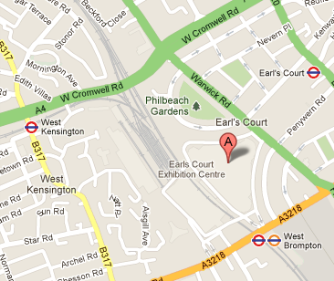 Beckford
Close
Stonor Rd
Mornington Ave
Edith Villas
B317
A4
W Cromwell Rd
W Cromwell Rd
Nevern Pl
Kenway
Earl's Court
Warwick Rd
Philbeach
Gardens
Earl's Court
Penywern Rd
West
Kensington
B317
A
Earls Court
Exhibition Centre
West
Kensington
Aisgill Ave
Star Rd
Archel Rd
A3218
A3218
West
Brompton